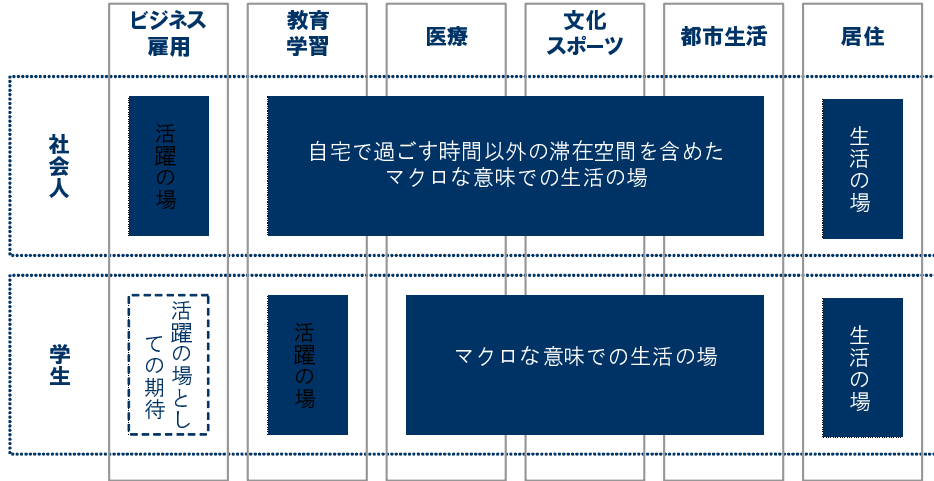 ビジネス
雇用
教育
学習
医療
文化
スポーツ
都市生活
居住
社会人
活躍の場
自宅で過ごす時間以外の滞在空間を含めた
マクロな意味での生活の場
生活の場
学生
活躍の場とし
ての期待
活躍の場
マクロな意味での生活の場
生活の場